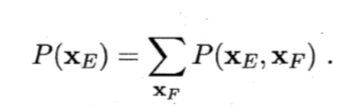 P(𝐱_E) = ∑_{𝐱_F} P(𝐱_E, 𝐱_F) .